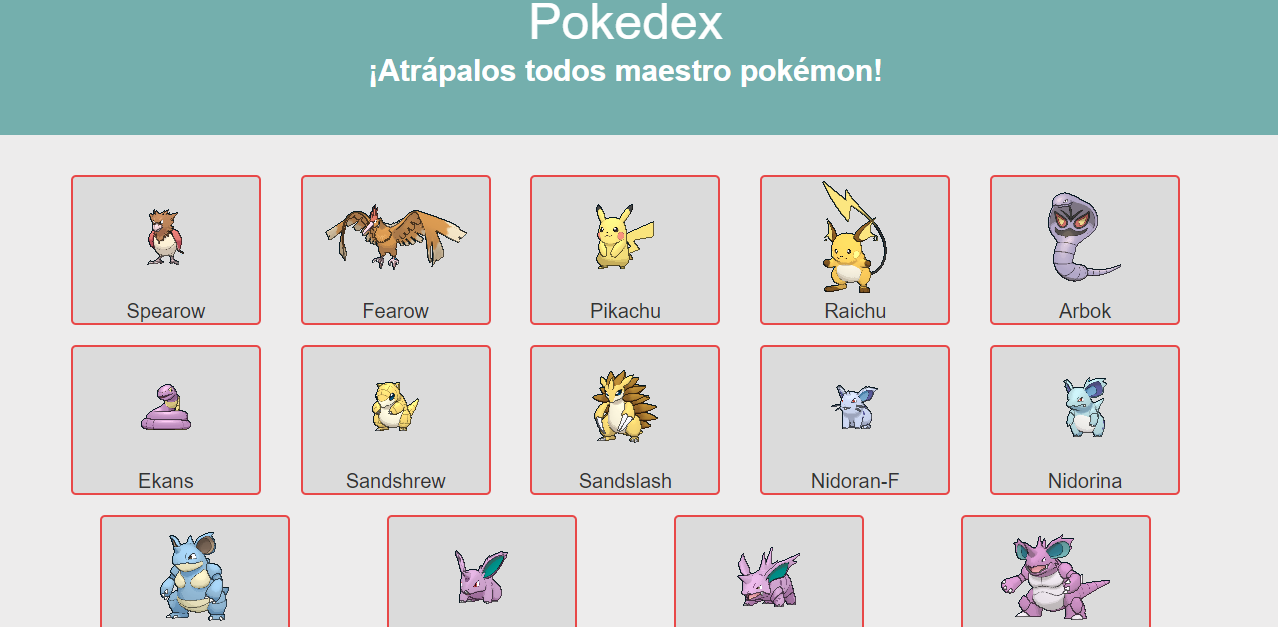 Pokedex
¡Atrápalos todos maestro pokémon!
Spearow
Fearow
Pikachu
Raichu
Arbok
Ekans
Sandshrew
Sandslash
Nidoran-F
Nidorina